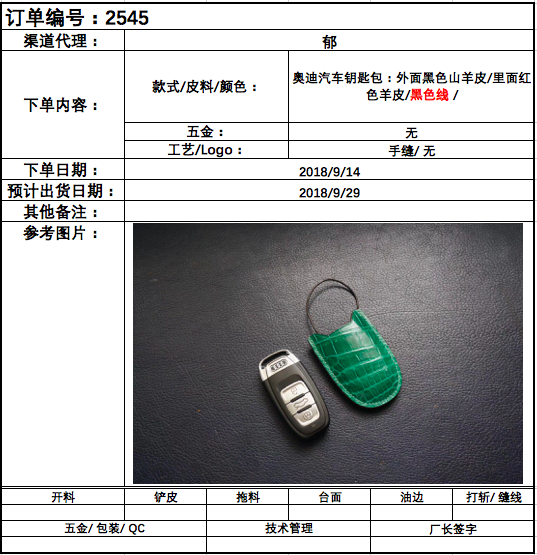 订单编号：2545
渠道代理：
郁
下单内容：
款式/皮料/颜色：
奥迪汽车钥匙包：外面黑色山羊皮/里面红
色羊皮/黑色线 /
五金：
无
工艺/Logo：
手缝/ 无
下单日期：
2018/9/14
预计出货日期：
2018/9/29
其他备注：
参考图片：
开料
铲皮
拖料
台面
油边
打斩/ 缝线
五金/ 包装/ QC
技术管理
厂长签字